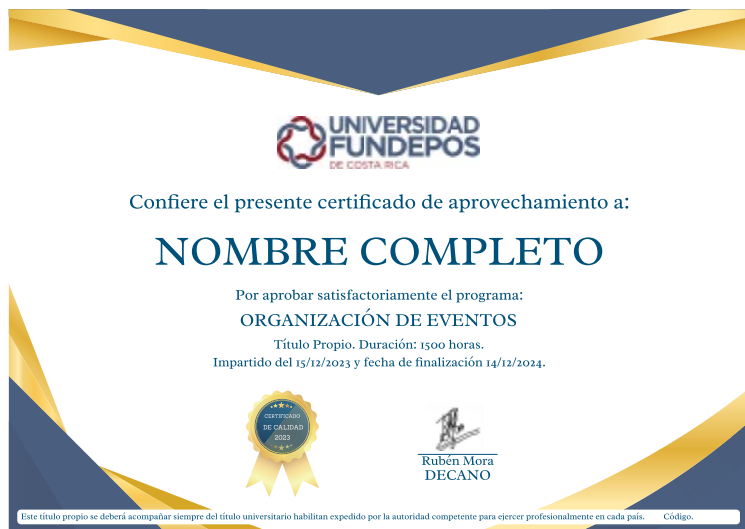 UNIVERSIDAD
FUNDEPOS
DE COSTA RICA
Confiere el presente certificado de aprovechamiento a:
NOMBRE COMPLETO
Por aprobar satisfactoriamente el programa:
ORGANIZACIÓN DE EVENTOS
Título Propio. Duración: 1500 horas.
Impartido del 15/12/2023 y fecha de finalización 14/12/2024.
CERTIFICADO
DE CALIDAD
2023
Rubén Mora
DECANO
Este título propio se deberá acompañar siempre del título universitario habilitan expedido por la autoridad competente para ejercer profesionalmente en cada país. Código.